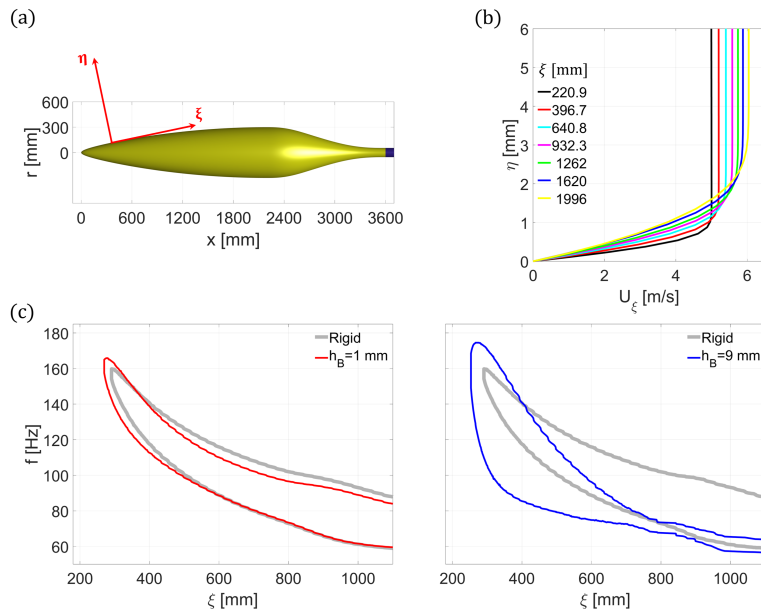 (a)
η
ξ
600
300
0
r [mm]
0
600
1200
1800
2400
3000
3600
x [mm]
(b)
6
5
4
3
2
1
0
η [mm]
ξ [mm]
220.9
396.7
640.8
932.3
1262
1620
1996
0
2
4
6
U_ξ [m/s]
(c)
180
160
140
120
100
80
60
f [Hz]
Rigid
h_B=1 mm
200
400
600
800
1000
ξ [mm]
Rigid
h_B=9 mm
200
400
600
800
1000
ξ [mm]